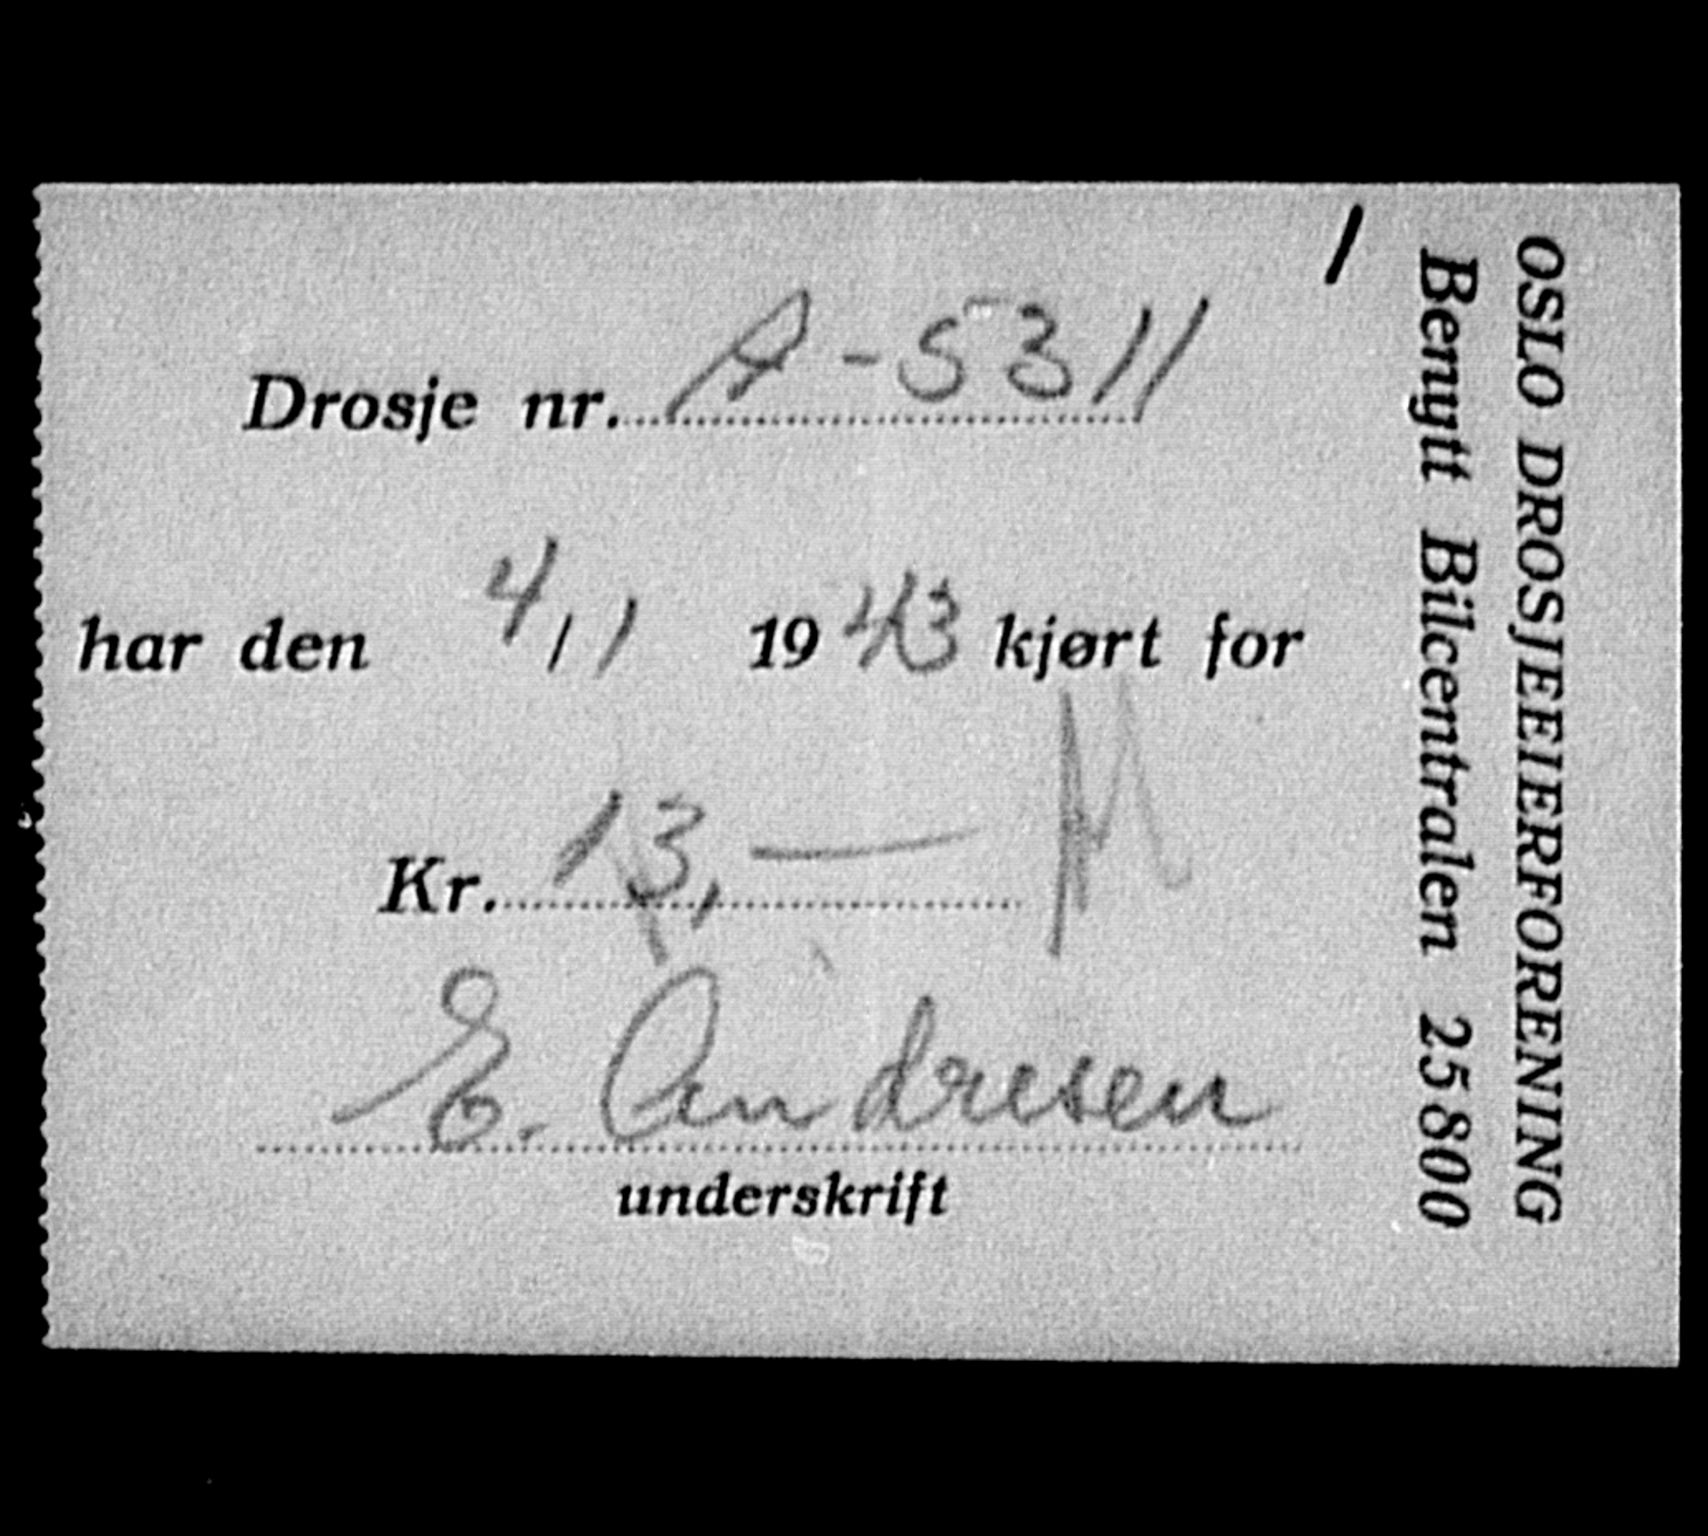 Drosje nr. A-5311
har den 4/1 1943 kjørt for
Kr. 13,—
E. Andresen
underskrift
OSLO DROSJEEIERFORENING
Benytt Bilcentralen 25800